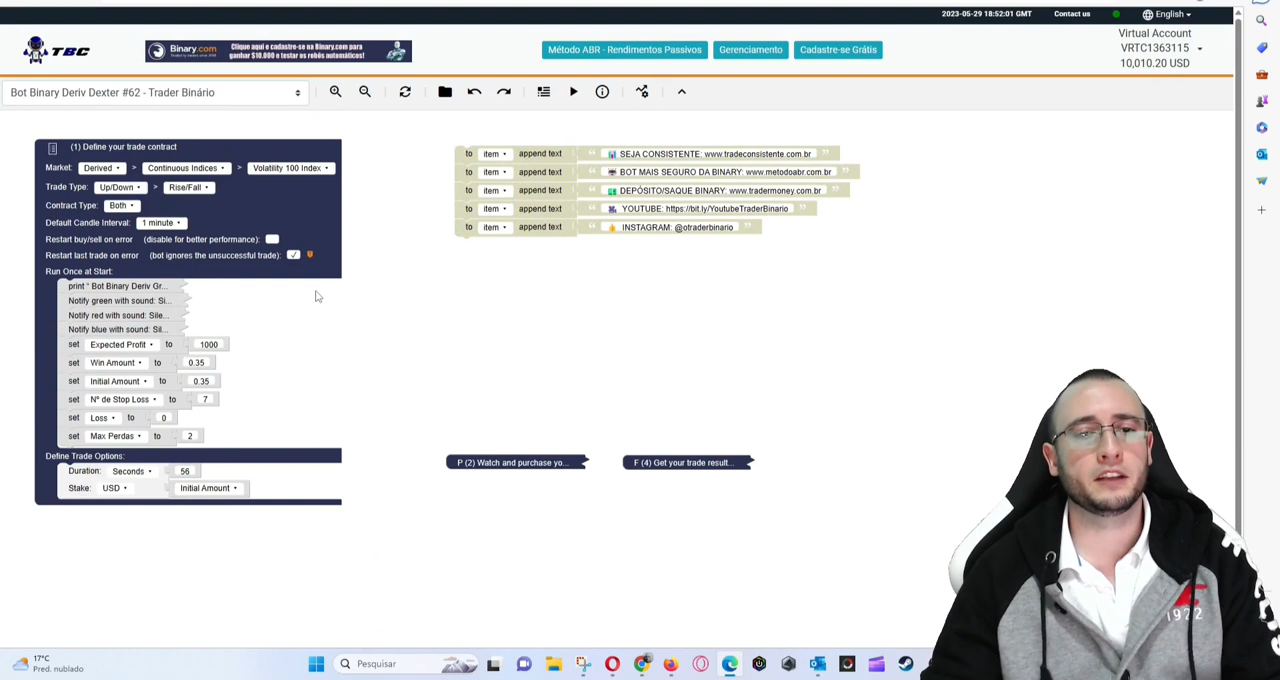 2023-05-29 18:52:01 GMT Contact us English
TBC
Binary.com
Clique aqui e cadastre-se na Binary.com para
ganhar $10.000 e testar os robôs automáticos!
Método ABR - Rendimentos Passivos
Gerenciamento
Cadastre-se Grátis
Virtual Account
VRTC1363115
10,010.20 USD
Bot Binary Deriv Dexter #62 - Trader Binário
(1) Define your trade contract
Market: Derived > Continuous Indices > Volatility 100 Index
Trade Type: Up/Down > Rise/Fall
Contract Type: Both
Default Candle Interval: 1 minute
Restart buy/sell on error (disable for better performance):
Restart last trade on error (bot ignores the unsuccessful trade): ✓
Run Once at Start:
print “ Bot Binary Deriv Gr...
Notify green with sound: Si...
Notify red with sound: Sile...
Notify blue with sound: Sil...
set Expected Profit to 1000
set Win Amount to 0.35
set Initial Amount to 0.35
set Nº de Stop Loss to 7
set Loss to 0
set Max Perdas to 2
Define Trade Options:
Duration: Seconds 56
Stake: USD Initial Amount
to item append text “ SEJA CONSISTENTE: www.tradeconsistente.com.br ”
to item append text “ BOT MAIS SEGURO DA BINARY: www.metodoabr.com.br ”
to item append text “ DEPÓSITO/SAQUE BINARY: www.tradermoney.com.br ”
to item append text “ YOUTUBE: https://bit.ly/YoutubeTraderBinario ”
to item append text “ INSTAGRAM: @otraderbinario ”
P (2) Watch and purchase yo...
F (4) Get your trade result...
1922
17°C
Pred. nublado
Pesquisar